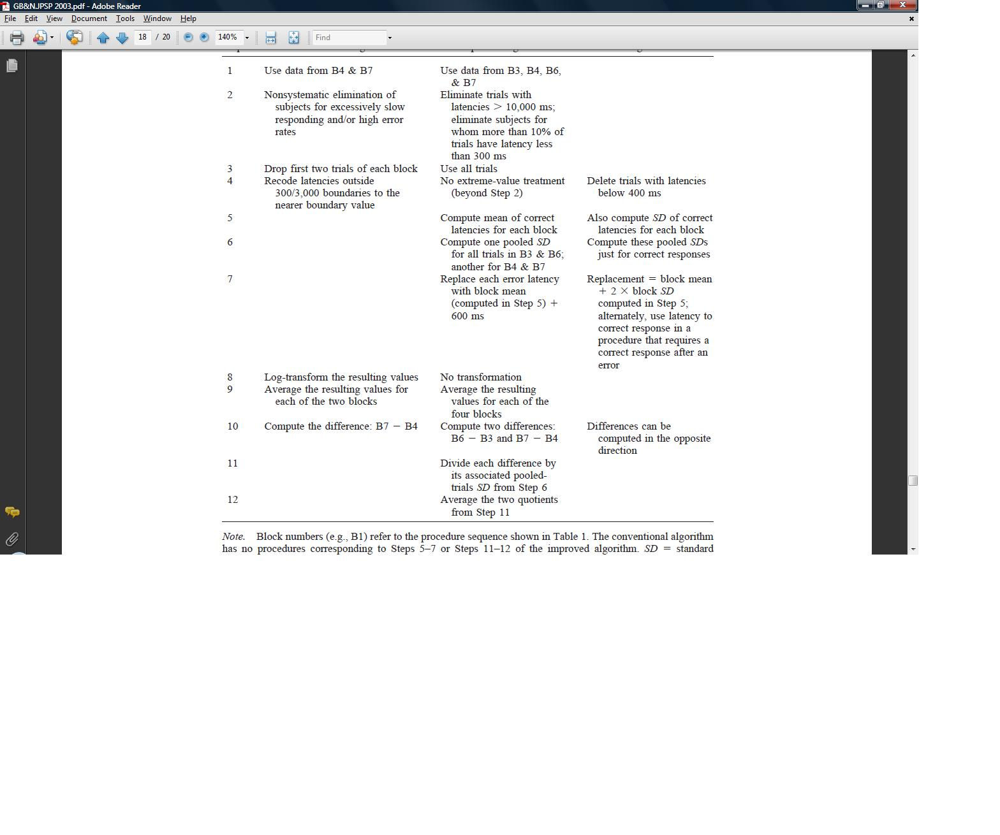 GB&NJPSP 2003.pdf - Adobe Reader
File Edit View Document Tools Window Help
18 / 20 140% Find
1 Use data from B4 & B7 Use data from B3, B4, B6,
& B7
2 Nonsystematic elimination of Eliminate trials with
subjects for excessively slow latencies > 10,000 ms;
responding and/or high error eliminate subjects for
rates whom more than 10% of
trials have latency less
than 300 ms
3 Drop first two trials of each block Use all trials
4 Recode latencies outside No extreme-value treatment Delete trials with latencies
300/3,000 boundaries to the (beyond Step 2) below 400 ms
nearer boundary value
5 Compute mean of correct Also compute SD of correct
latencies for each block latencies for each block
6 Compute one pooled SD Compute these pooled SDs
for all trials in B3 & B6; just for correct responses
another for B4 & B7
7 Replace each error latency Replacement = block mean
with block mean + 2 × block SD
(computed in Step 5) + computed in Step 5;
600 ms alternately, use latency to
correct response in a
procedure that requires a
correct response after an
error
8 Log-transform the resulting values No transformation
9 Average the resulting values for Average the resulting
each of the two blocks values for each of the
four blocks
10 Compute the difference: B7 − B4 Compute two differences: Differences can be
B6 − B3 and B7 − B4 computed in the opposite
direction
11 Divide each difference by
its associated pooled-
trials SD from Step 6
12 Average the two quotients
from Step 11
Note. Block numbers (e.g., B1) refer to the procedure sequence shown in Table 1. The conventional algorithm
has no procedures corresponding to Steps 5–7 or Steps 11–12 of the improved algorithm. SD = standard